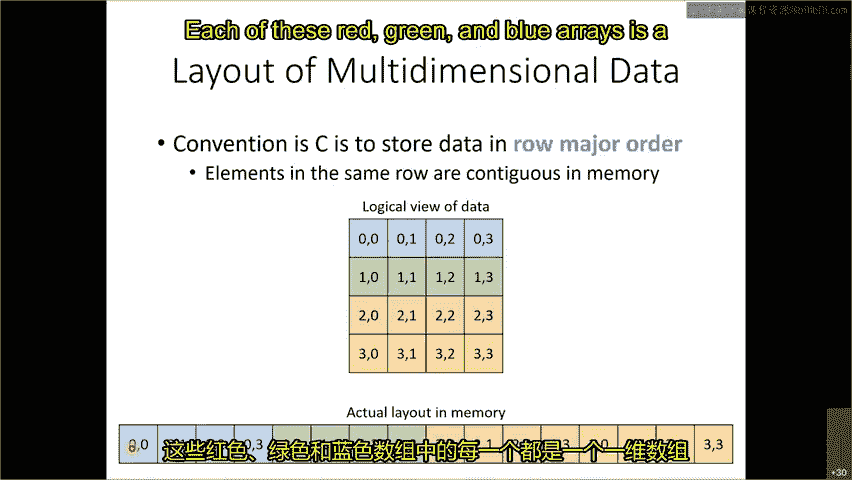 Each of these red, green, and blue arrays is a
Layout of Multidimensional Data
• Convention is C is to store data in row major order
• Elements in the same row are contiguous in memory
Logical view of data
0,0 0,1 0,2 0,3
1,0 1,1 1,2 1,3
2,0 2,1 2,2 2,3
3,0 3,1 3,2 3,3
Actual layout in memory
0,0 0,3 3,3
这些红色、绿色和蓝色数组中的每一个都是一个一维数组
+30